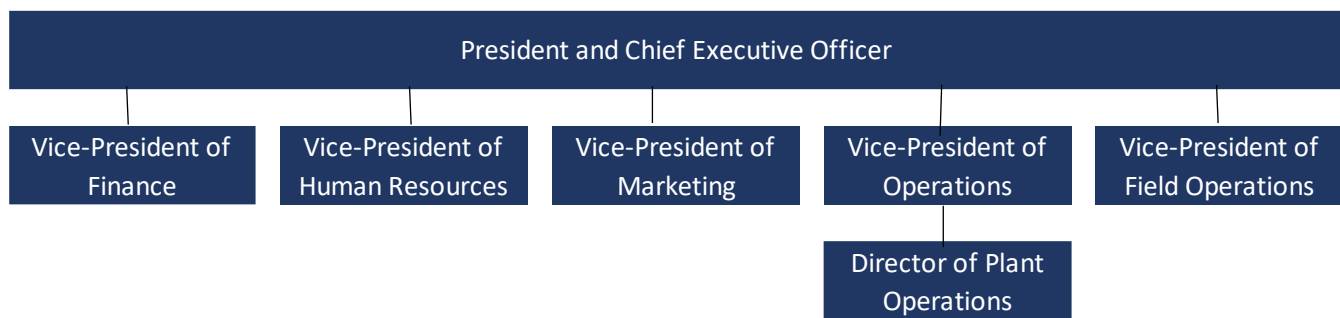 President and Chief Executive Officer
Vice-President of
Finance
Vice-President of
Human Resources
Vice-President of
Marketing
Vice-President of
Operations
Vice-President of
Field Operations
Director of Plant
Operations